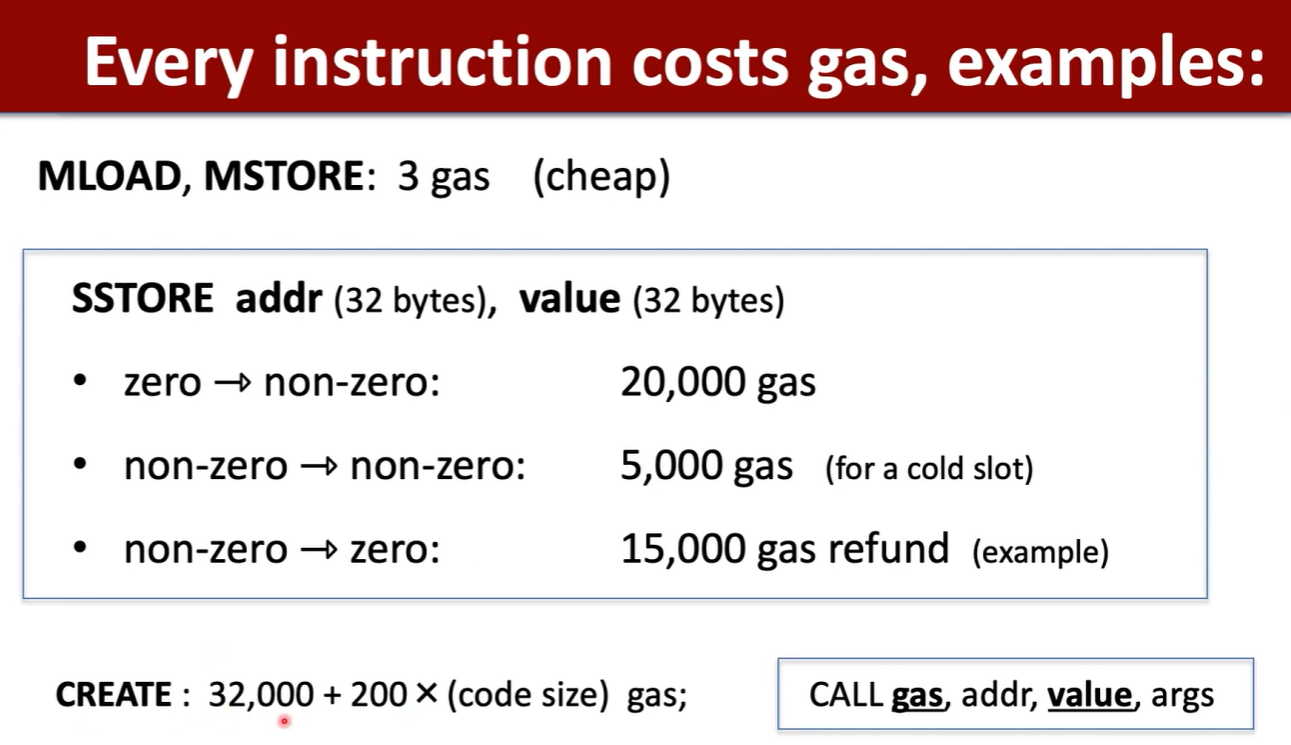 Every instruction costs gas, examples:
MLOAD, MSTORE: 3 gas (cheap)
SSTORE addr (32 bytes), value (32 bytes)
• zero → non-zero: 20,000 gas
• non-zero → non-zero: 5,000 gas (for a cold slot)
• non-zero → zero: 15,000 gas refund (example)
CREATE : 32,000 + 200 × (code size) gas;
CALL gas, addr, value, args